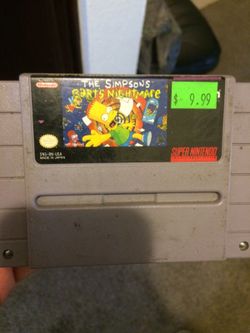 Nintendo
THE SIMPSONS
BART'S NIGHTMARE
$ 9.99
SNS-BN-USA
MADE IN JAPAN
SUPER NINTENDO